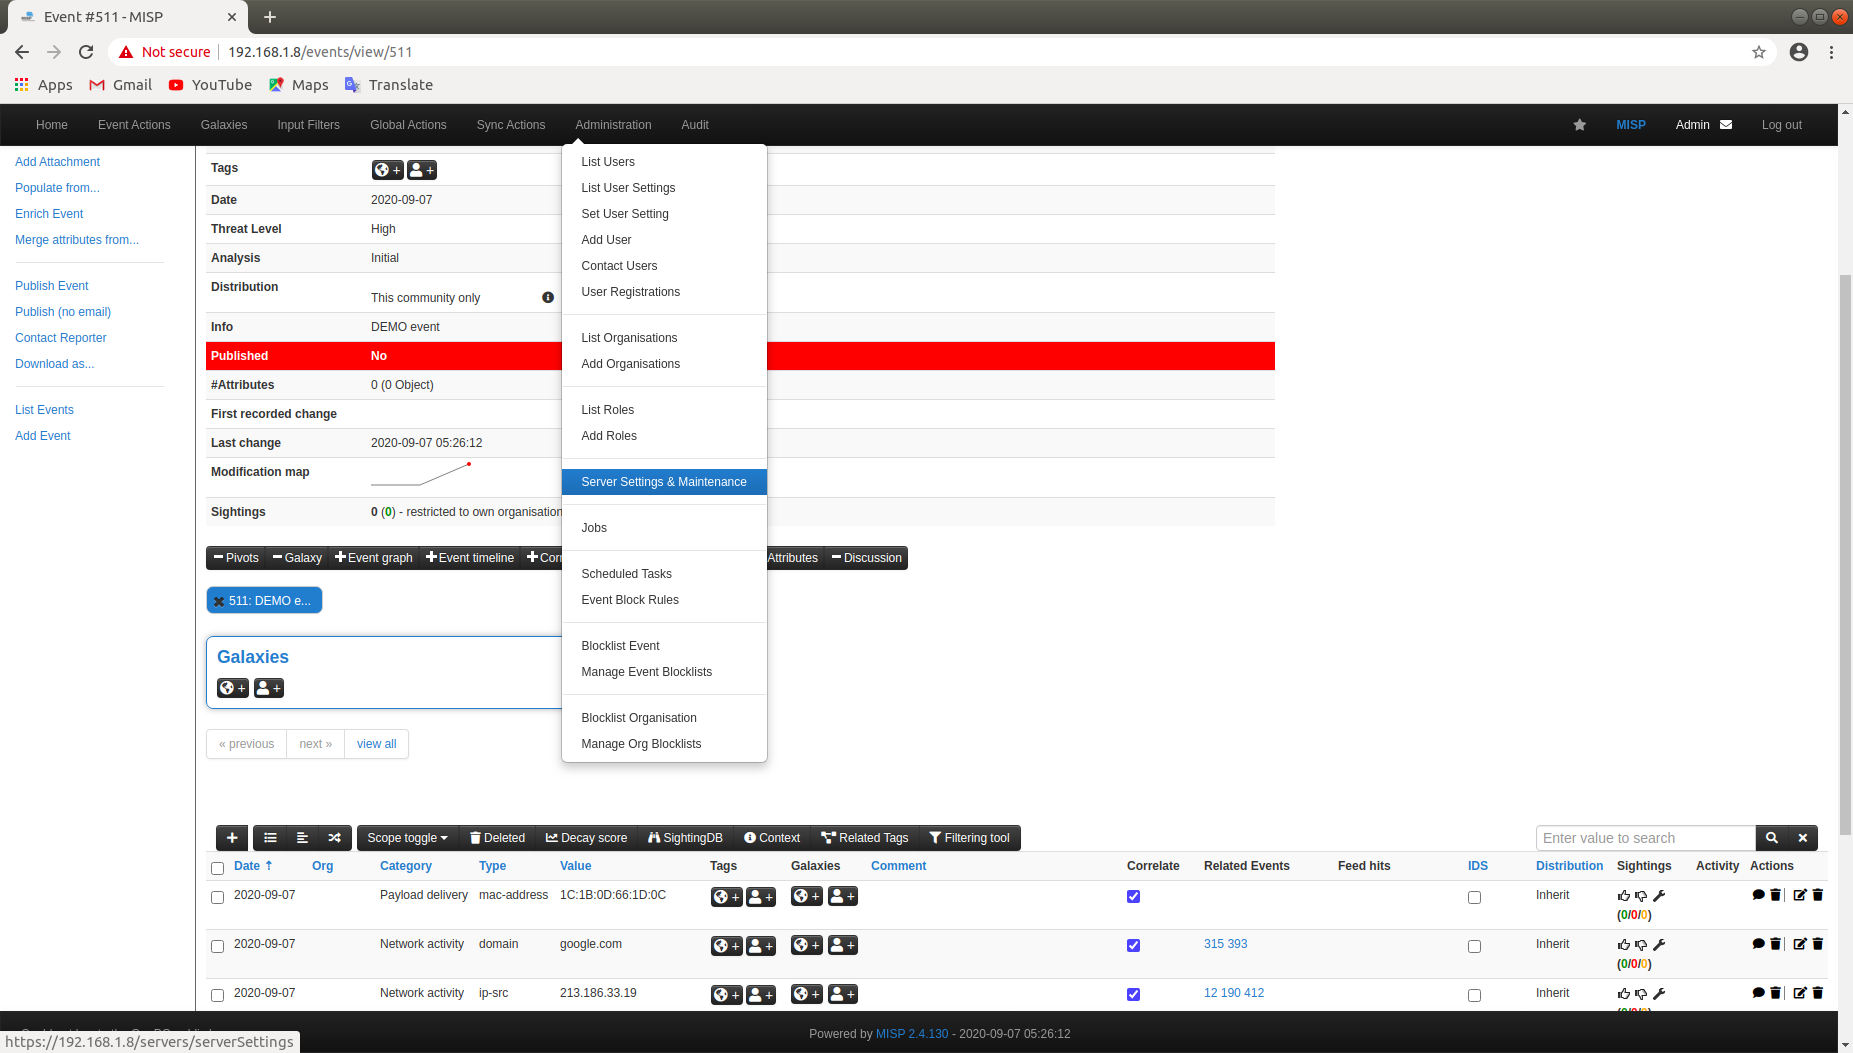 Event #511 - MISP
Not secure 192.168.1.8/events/view/511
Apps Gmail YouTube Maps Translate
Home Event Actions Galaxies Input Filters Global Actions Sync Actions Administration Audit MISP Admin Log out
Add Attachment
Populate from...
Enrich Event
Merge attributes from...
Publish Event
Publish (no email)
Contact Reporter
Download as...
List Events
Add Event
Tags + +
Date 2020-09-07
Threat Level High
Analysis Initial
Distribution This community only
Info DEMO event
Published No
#Attributes 0 (0 Object)
First recorded change
Last change 2020-09-07 05:26:12
Modification map
Sightings 0 (0) - restricted to own organisation
List Users
List User Settings
Set User Setting
Add User
Contact Users
User Registrations
List Organisations
Add Organisations
List Roles
Add Roles
Server Settings & Maintenance
Jobs
Scheduled Tasks
Event Block Rules
Blocklist Event
Manage Event Blocklists
Blocklist Organisation
Manage Org Blocklists
Pivots Galaxy Event graph Event timeline Attributes Discussion
511: DEMO e...
Galaxies
+ +
« previous next » view all
+ Scope toggle Deleted Decay score SightingDB Context Related Tags Filtering tool Enter value to search
Date Org Category Type Value Tags Galaxies Comment Correlate Related Events Feed hits IDS Distribution Sightings Activity Actions
2020-09-07 Payload delivery mac-address 1C:1B:0D:66:1D:0C + + + + Inherit
(0/0/0)
2020-09-07 Network activity domain google.com + + + + 315 393 Inherit
(0/0/0)
2020-09-07 Network activity ip-src 213.186.33.19 + + + + 12 190 412 Inherit
Powered by MISP 2.4.130 - 2020-09-07 05:26:12
https://192.168.1.8/servers/serverSettings